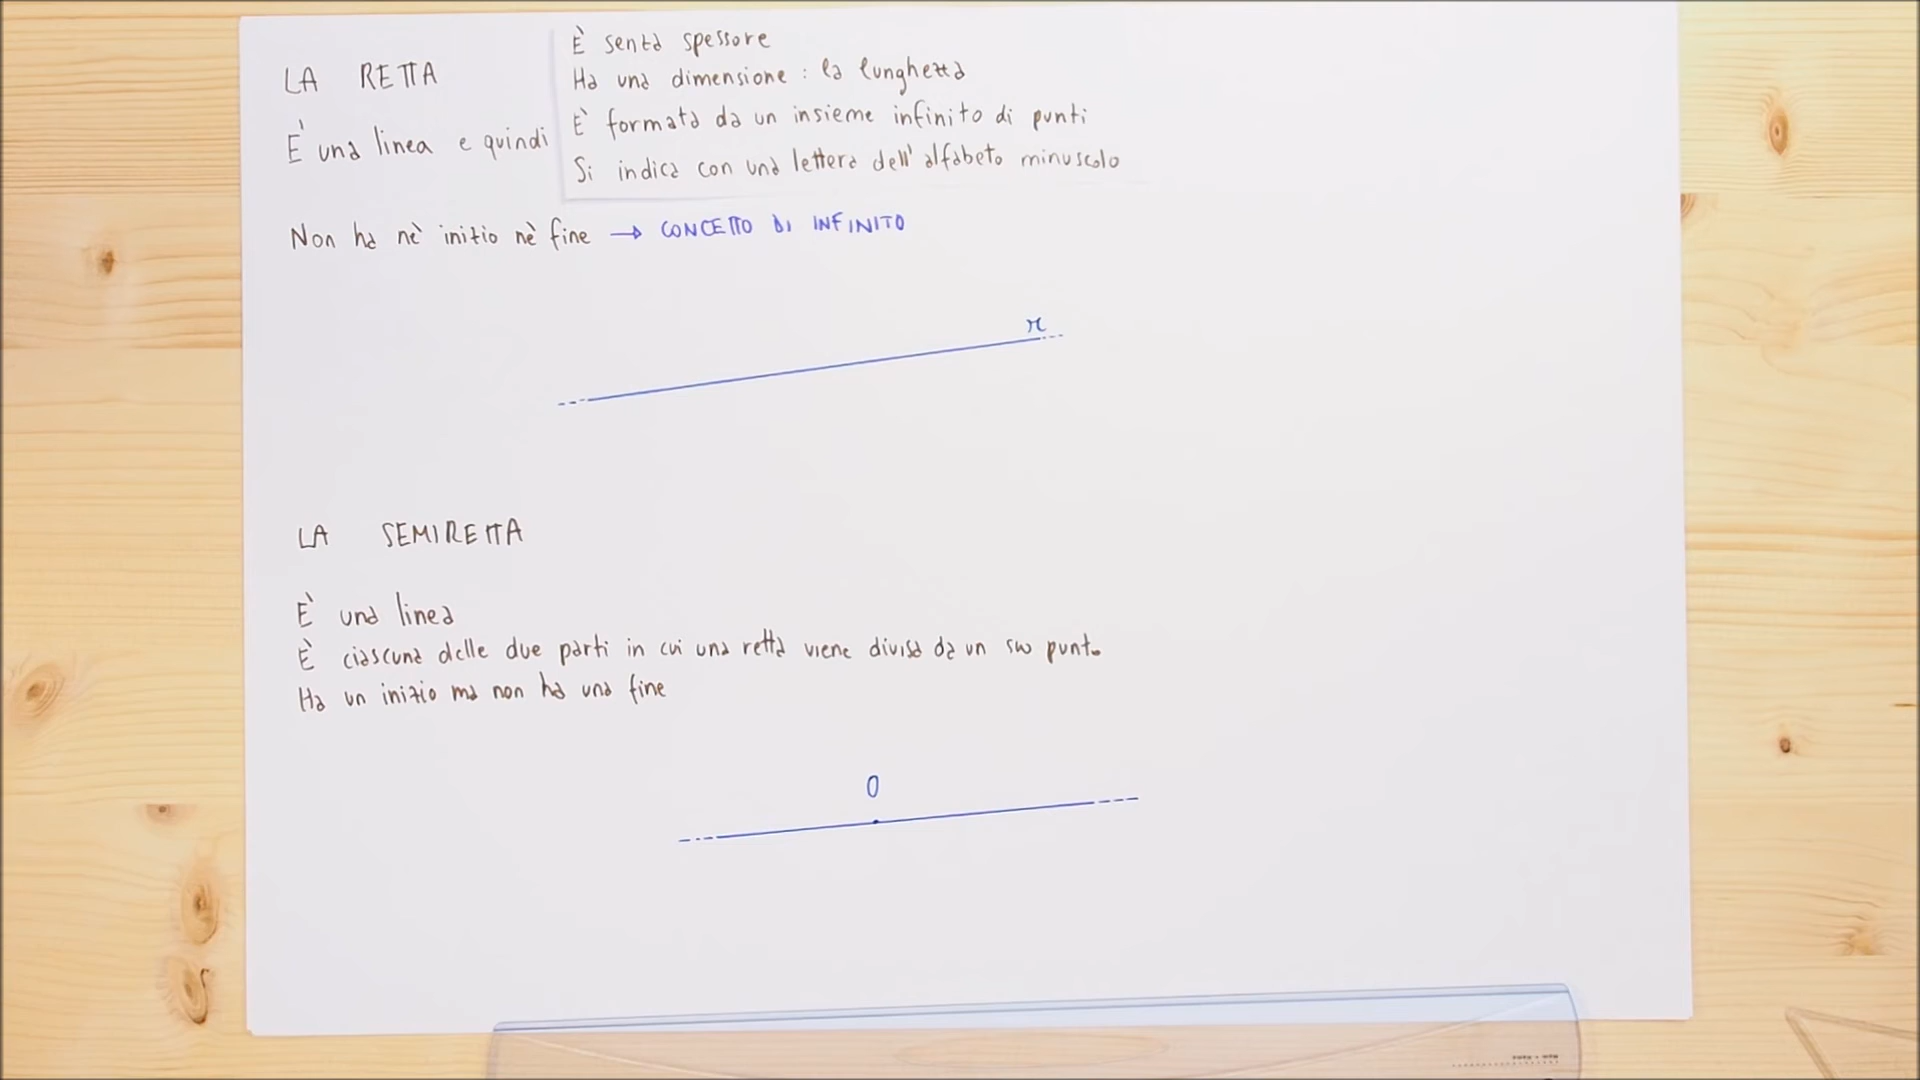 LA RETTA
È una linea e quindi
È senza spessore
Ha una dimensione : la lunghezza
È formata da un insieme infinito di punti
Si indica con una lettera dell'alfabeto minuscolo
Non ha nè inizio nè fine → CONCETTO DI INFINITO
r
LA SEMIRETTA
È una linea
È ciascuna delle due parti in cui una retta viene divisa da un suo punto
Ha un inizio ma non ha una fine
O